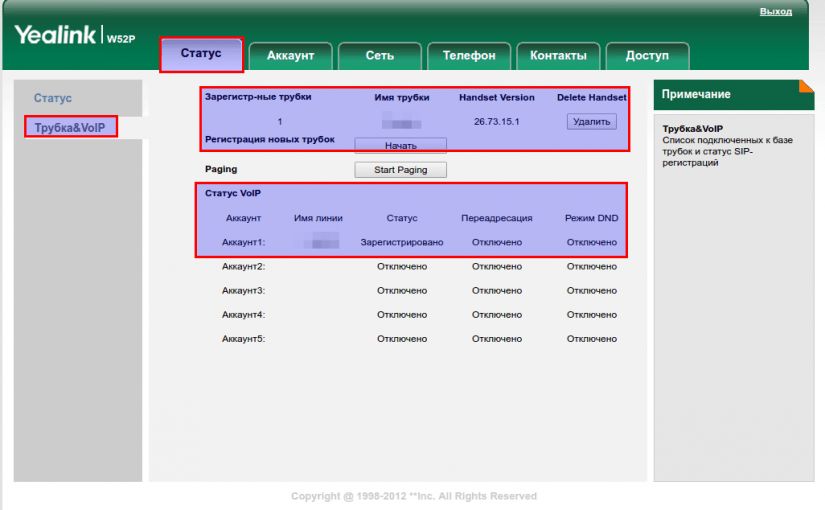 Выход
Yealink W52P
Статус Аккаунт Сеть Телефон Контакты Доступ
Статус
Трубка&VoIP
Зарегистр-ные трубки Имя трубки Handset Version Delete Handset
1 26.73.15.1 Удалить
Регистрация новых трубок Начать
Paging Start Paging
Статус VoIP
Аккаунт Имя линии Статус Переадресация Режим DND
Аккаунт1: Зарегистрировано Отключено Отключено
Аккаунт2: Отключено Отключено Отключено
Аккаунт3: Отключено Отключено Отключено
Аккаунт4: Отключено Отключено Отключено
Аккаунт5: Отключено Отключено Отключено
Примечание
Трубка&VoIP
Список подключенных к базе
трубок и статус SIP-
регистраций
Copyright @ 1998-2012 **Inc. All Rights Reserved